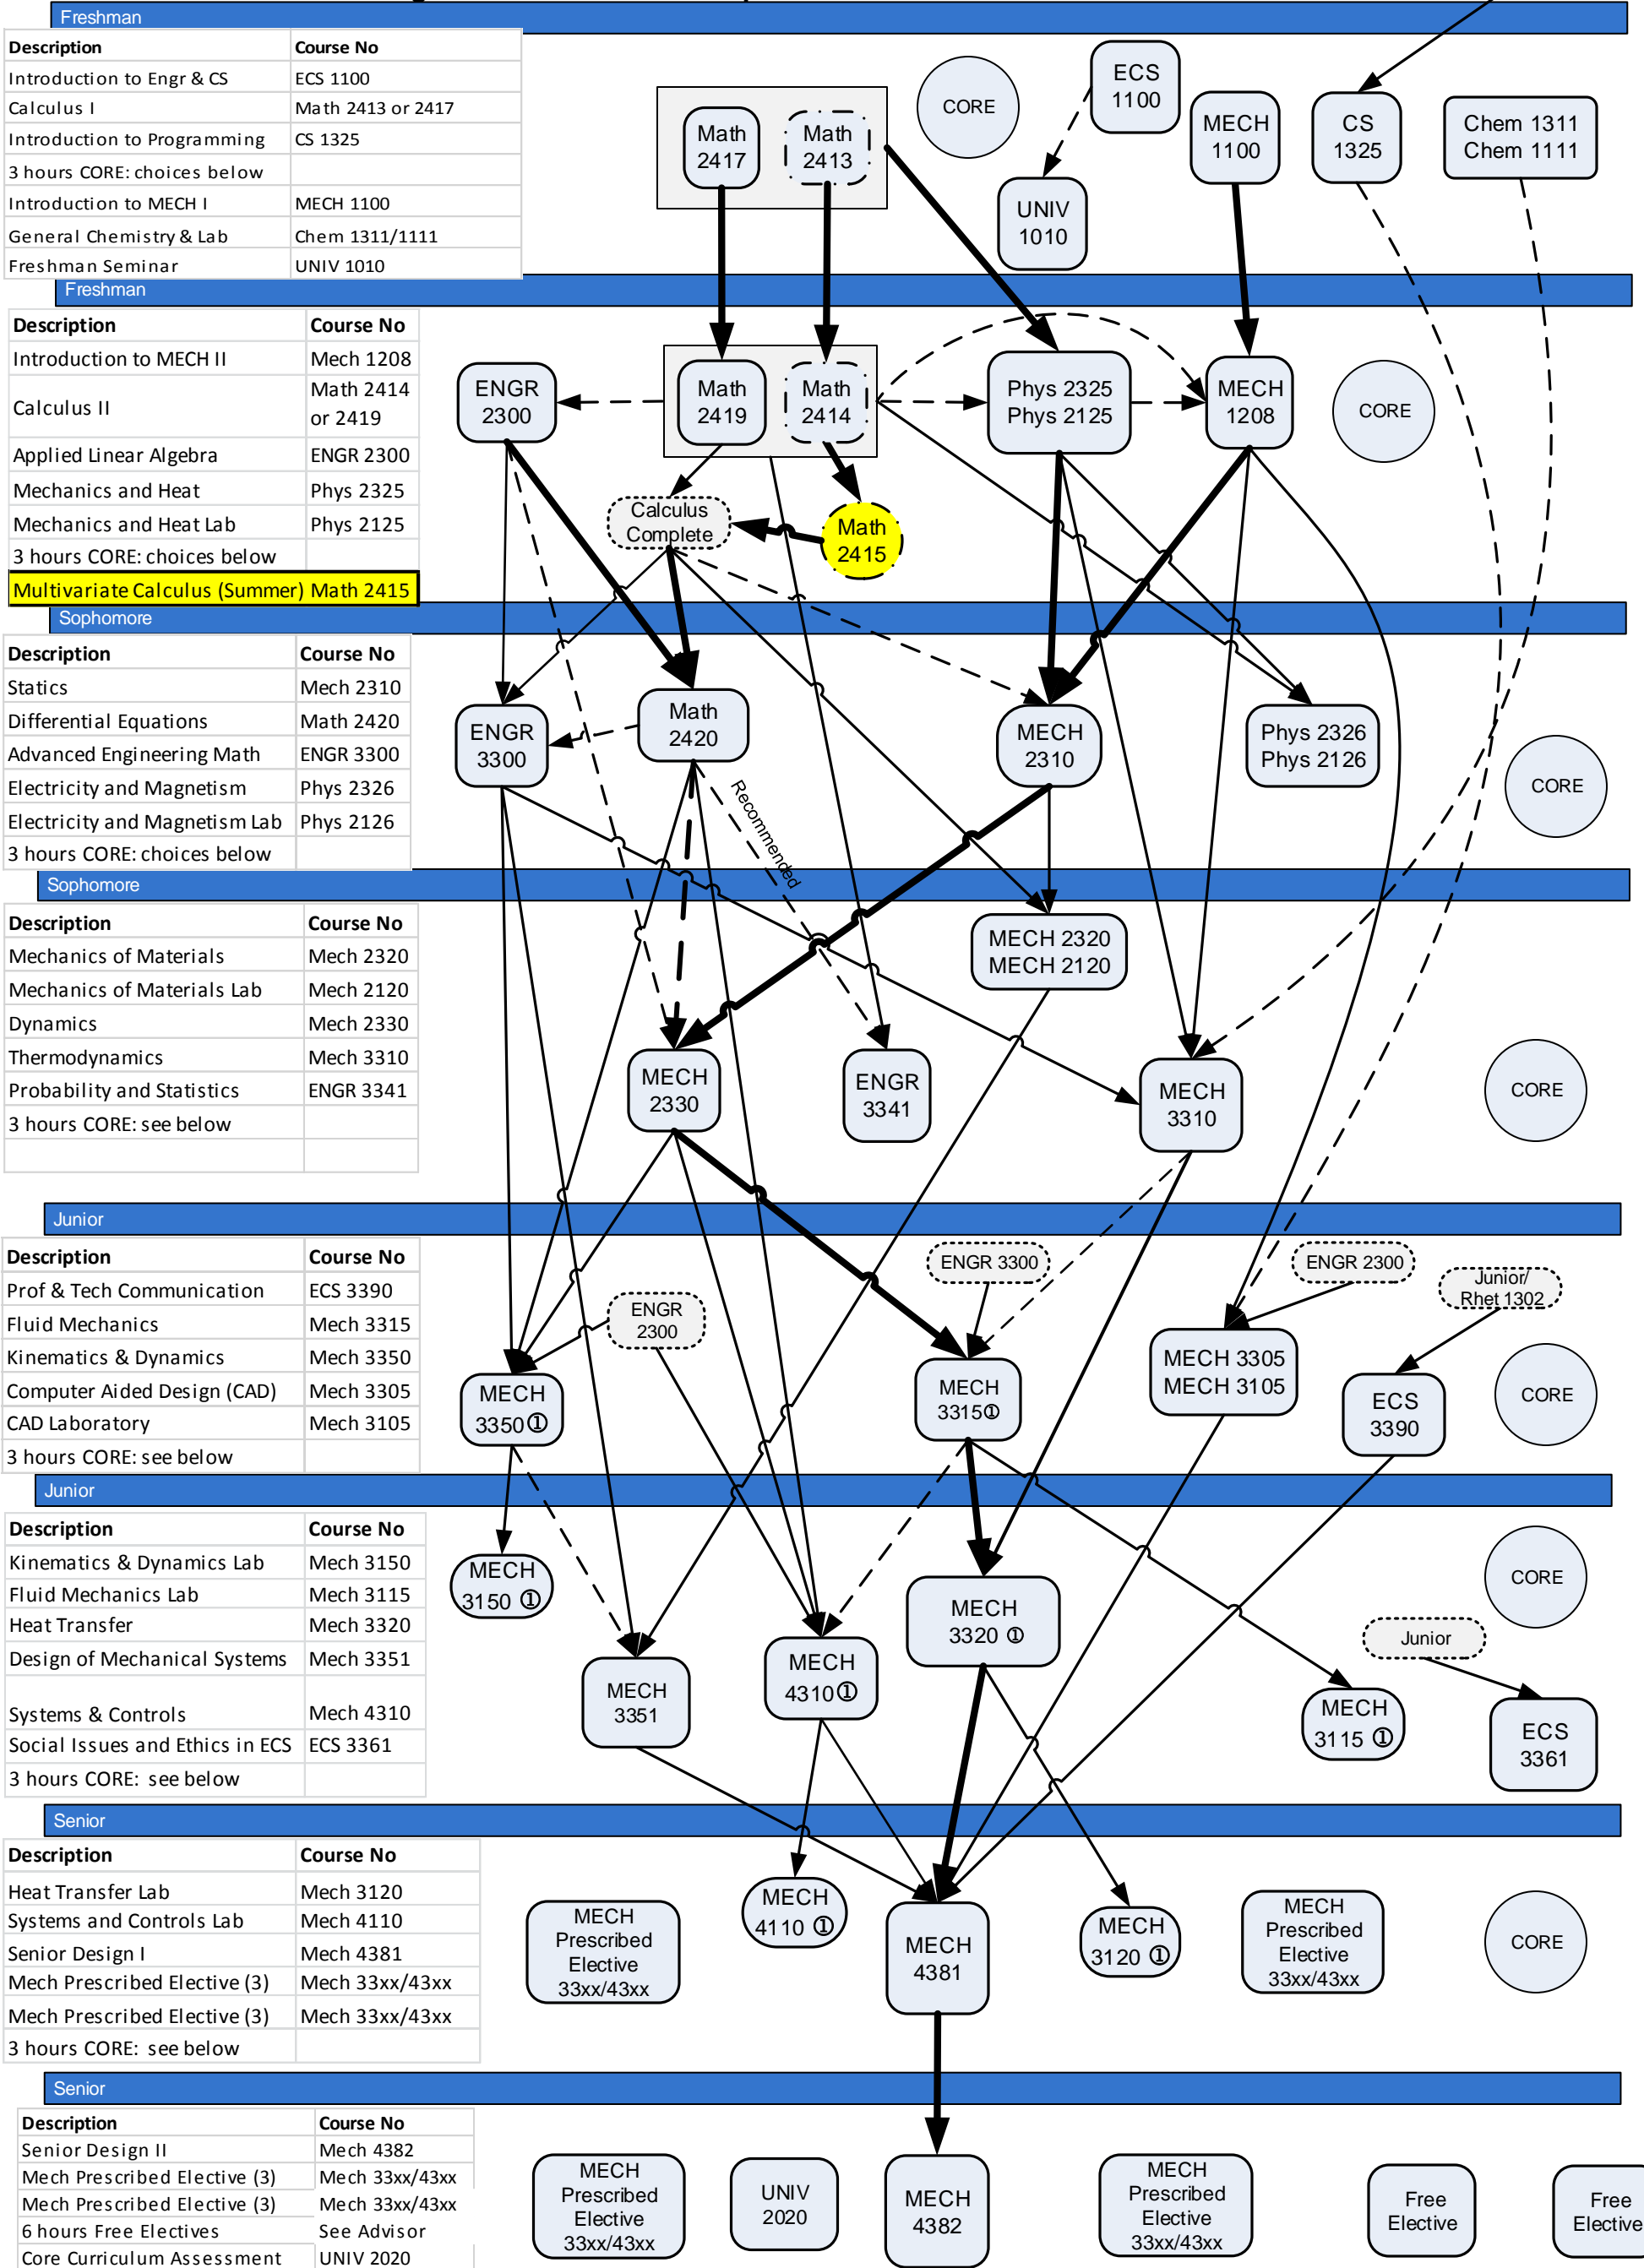 Freshman
Description Course No
Introduction to Engr & CS ECS 1100
Calculus I Math 2413 or 2417
Introduction to Programming CS 1325
3 hours CORE: choices below
Introduction to MECH I MECH 1100
General Chemistry & Lab Chem 1311/1111
Freshman Seminar UNIV 1010
Math
2417
Math
2413
CORE
ECS
1100
UNIV
1010
MECH
1100
CS
1325
Chem 1311
Chem 1111
Freshman
Description Course No
Introduction to MECH II Mech 1208
Calculus II Math 2414
or 2419
Applied Linear Algebra ENGR 2300
Mechanics and Heat Phys 2325
Mechanics and Heat Lab Phys 2125
3 hours CORE: choices below
Multivariate Calculus (Summer) Math 2415
ENGR
2300
Math
2419
Math
2414
Phys 2325
Phys 2125
MECH
1208
CORE
Calculus
Complete
Math
2415
Sophomore
Description Course No
Statics Mech 2310
Differential Equations Math 2420
Advanced Engineering Math ENGR 3300
Electricity and Magnetism Phys 2326
Electricity and Magnetism Lab Phys 2126
3 hours CORE: choices below
ENGR
3300
Math
2420
Recommended
MECH
2310
Phys 2326
Phys 2126
CORE
Sophomore
Description Course No
Mechanics of Materials Mech 2320
Mechanics of Materials Lab Mech 2120
Dynamics Mech 2330
Thermodynamics Mech 3310
Probability and Statistics ENGR 3341
3 hours CORE: see below
MECH 2320
MECH 2120
MECH
2330
ENGR
3341
MECH
3310
CORE
Junior
Description Course No
Prof & Tech Communication ECS 3390
Fluid Mechanics Mech 3315
Kinematics & Dynamics Mech 3350
Computer Aided Design (CAD) Mech 3305
CAD Laboratory Mech 3105
3 hours CORE: see below
ENGR
2300
ENGR 3300
ENGR 2300
Junior/
Rhet 1302
MECH
3350 ①
MECH
3315①
MECH 3305
MECH 3105
ECS
3390
CORE
Junior
Description Course No
Kinematics & Dynamics Lab Mech 3150
Fluid Mechanics Lab Mech 3115
Heat Transfer Mech 3320
Design of Mechanical Systems Mech 3351
Systems & Controls Mech 4310
Social Issues and Ethics in ECS ECS 3361
3 hours CORE: see below
MECH
3150 ①
MECH
3351
MECH
4310①
MECH
3320 ①
CORE
Junior
MECH
3115 ①
ECS
3361
Senior
Description Course No
Heat Transfer Lab Mech 3120
Systems and Controls Lab Mech 4110
Senior Design I Mech 4381
Mech Prescribed Elective (3) Mech 33xx/43xx
Mech Prescribed Elective (3) Mech 33xx/43xx
3 hours CORE: see below
MECH
Prescribed
Elective
33xx/43xx
MECH
4110 ①
MECH
4381
MECH
3120 ①
MECH
Prescribed
Elective
33xx/43xx
CORE
Senior
Description Course No
Senior Design II Mech 4382
Mech Prescribed Elective (3) Mech 33xx/43xx
Mech Prescribed Elective (3) Mech 33xx/43xx
6 hours Free Electives See Advisor
Core Curriculum Assessment UNIV 2020
MECH
Prescribed
Elective
33xx/43xx
UNIV
2020
MECH
4382
MECH
Prescribed
Elective
33xx/43xx
Free
Elective
Free
Elective